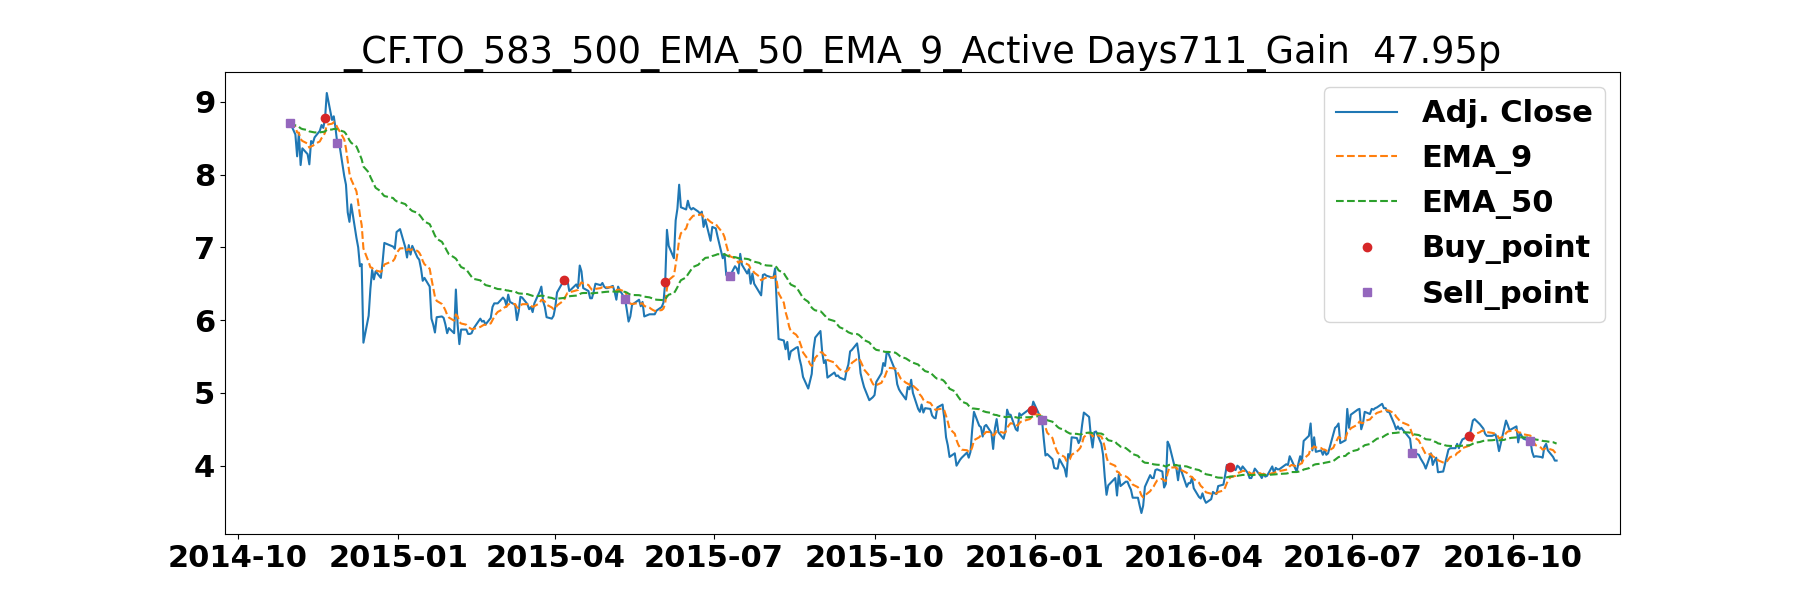 _CF.TO_583_500_EMA_50_EMA_9_Active Days711_Gain  47.95p
9
8
7
6
5
4
Adj. Close
EMA_9
EMA_50
Buy_point
Sell_point
2014-10 2015-01 2015-04 2015-07 2015-10 2016-01 2016-04 2016-07 2016-10